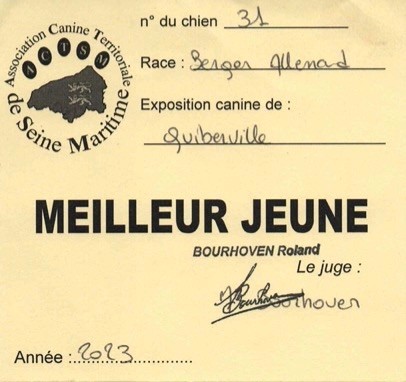 Association Canine Territoriale
ACTSM
de Seine Maritime
n° du chien 31
Race : Berger Allemand
Exposition canine de :
Quiberville
MEILLEUR JEUNE
BOURHOVEN Roland
Le juge :
Bourhoven
Année :..2023..............